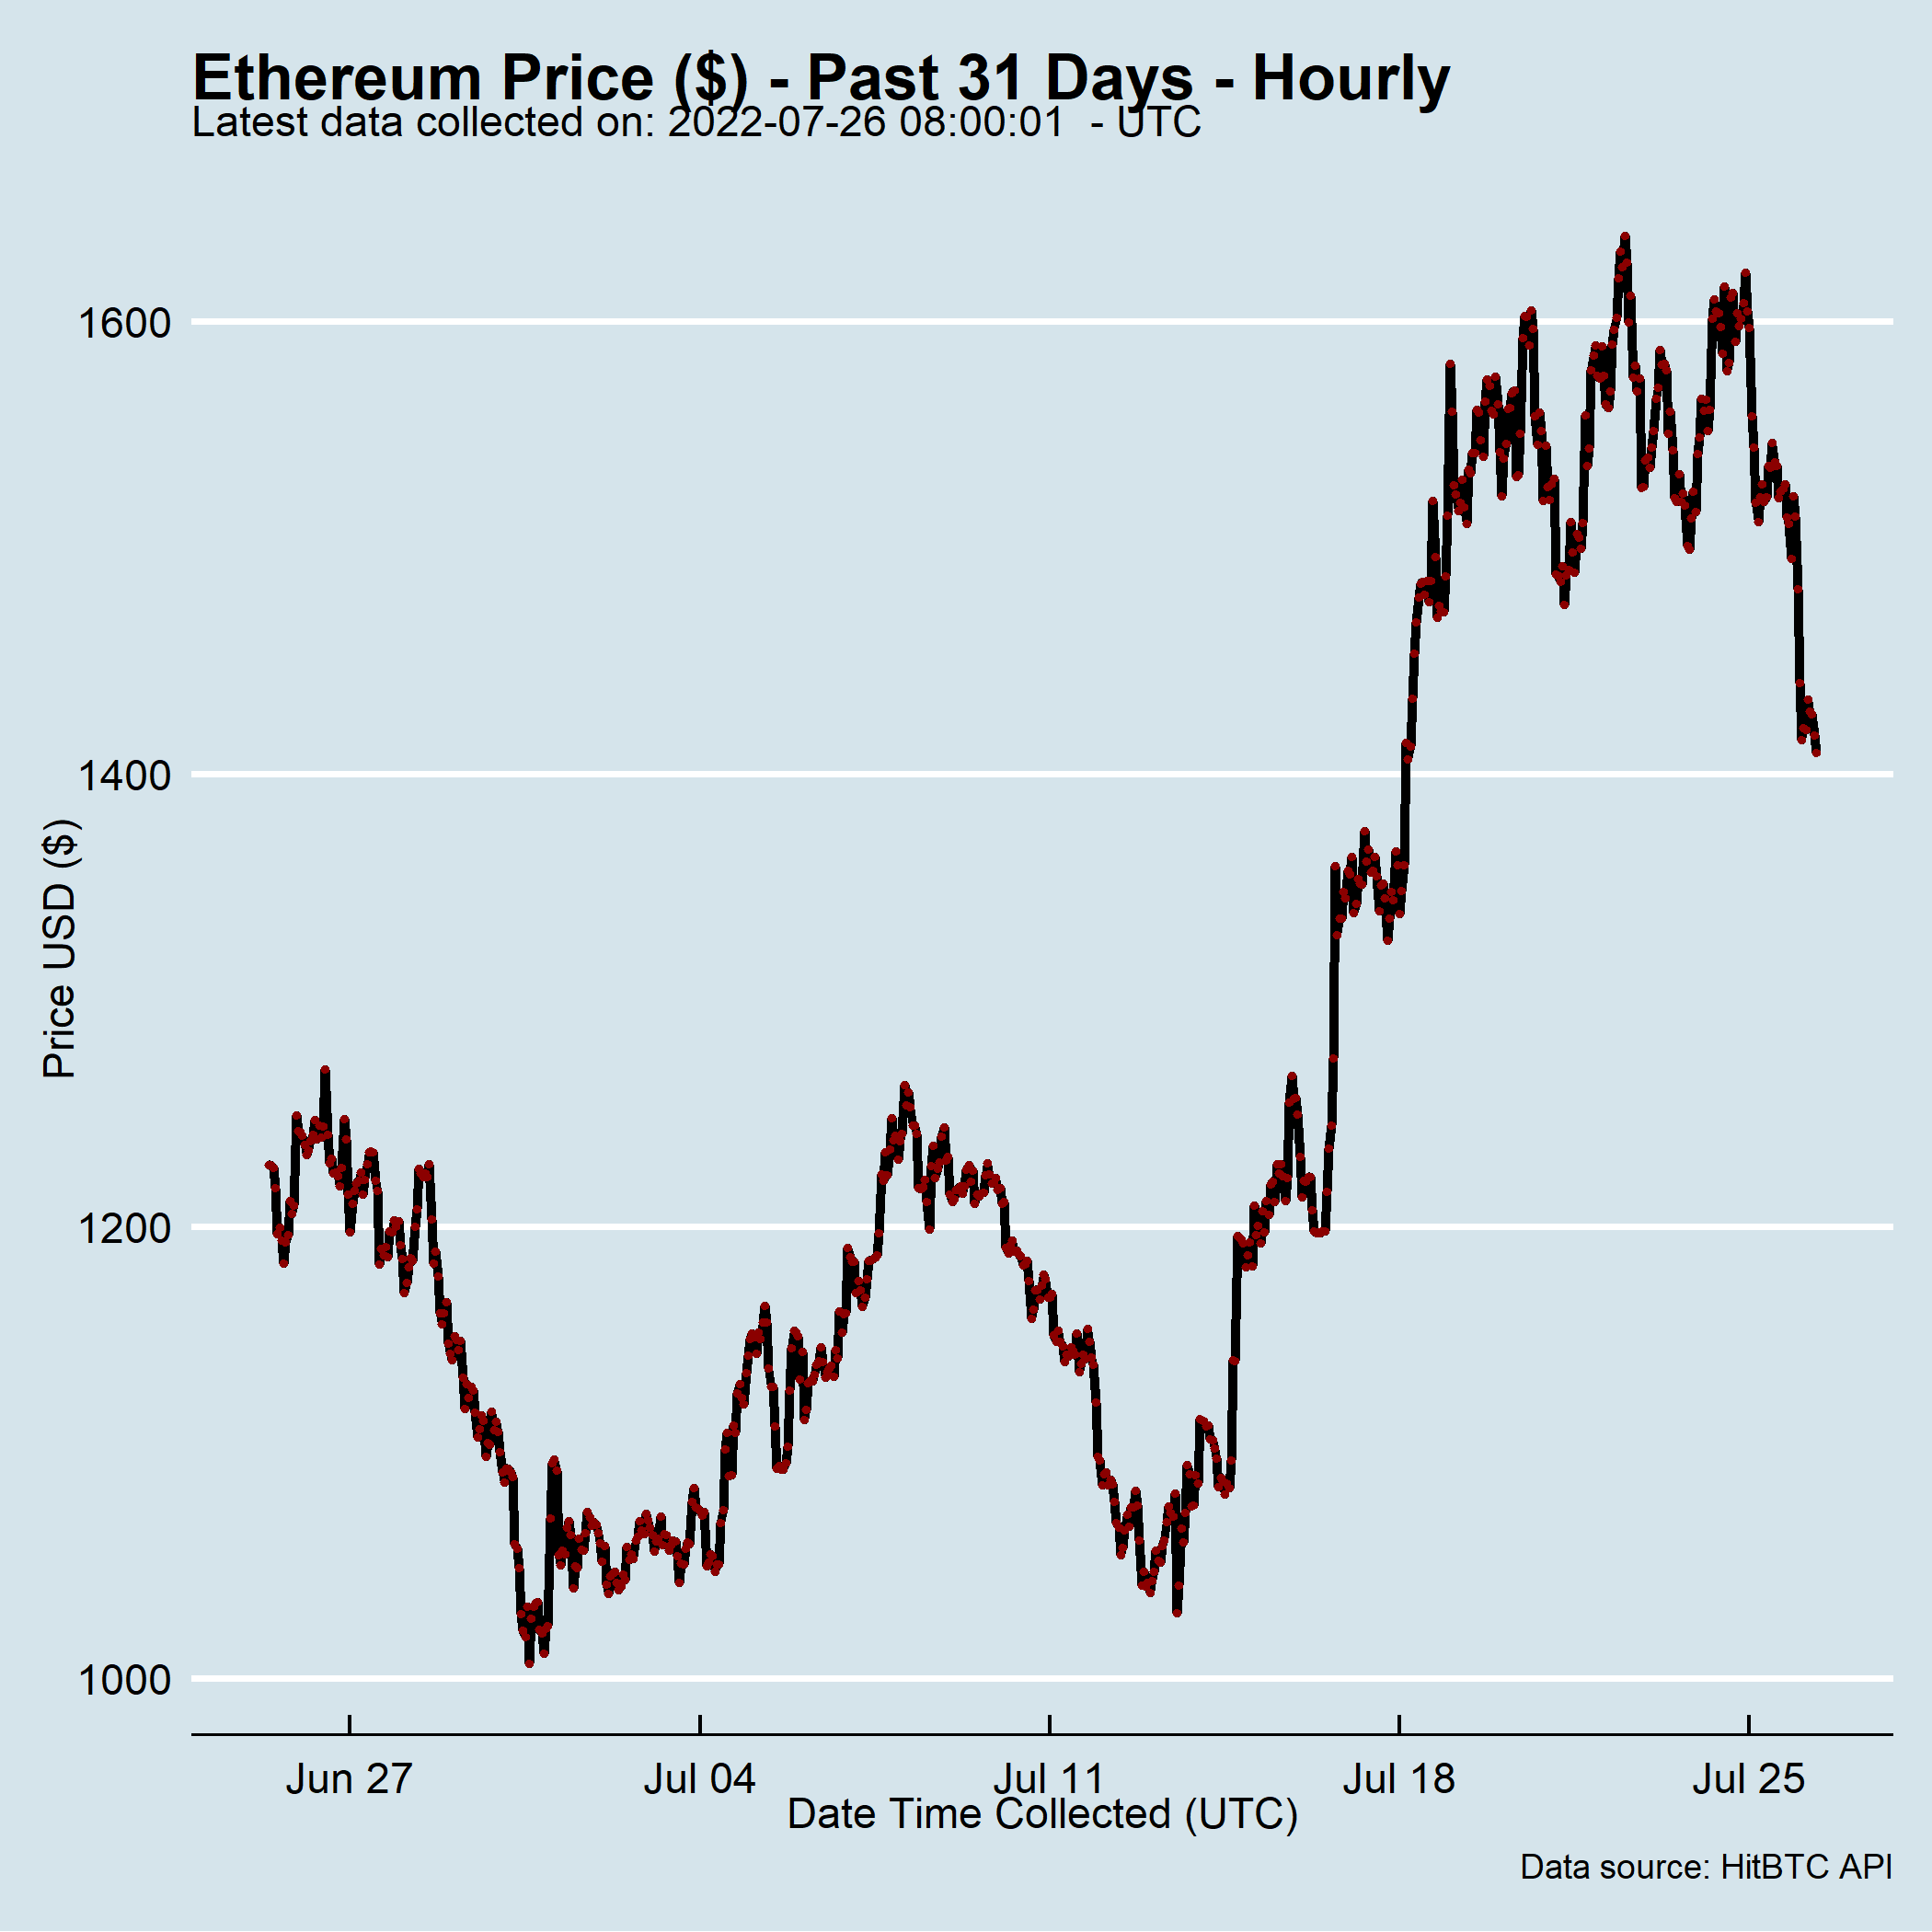 Ethereum Price ($) - Past 31 Days - Hourly
Latest data collected on: 2022-07-26 08:00:01  - UTC
1600
1400
1200
1000
Price USD ($)
Jun 27
Jul 04
Jul 11
Jul 18
Jul 25
Date Time Collected (UTC)
Data source: HitBTC API